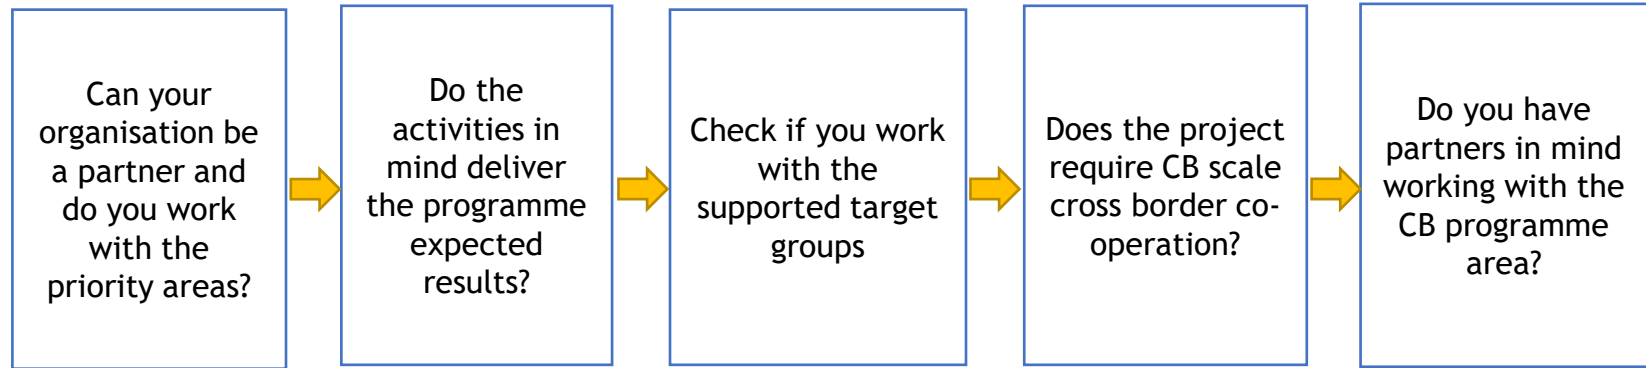 Can your
organisation be
a partner and
do you work
with the
priority areas?
Do the
activities in
mind deliver
the programme
expected
results?
Check if you work
with the
supported target
groups
Does the project
require CB scale
cross border co-
operation?
Do you have
partners in mind
working with the
CB programme
area?